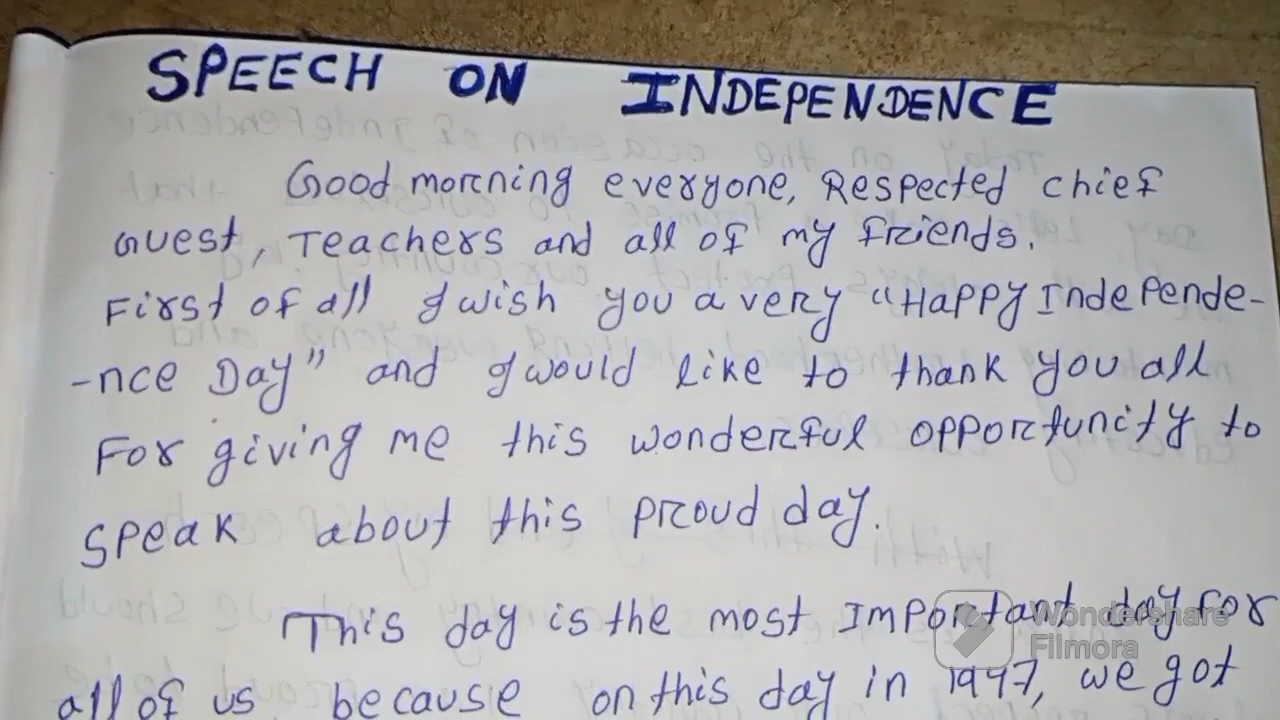 SPEECH ON INDEPENDENCE
Good morning everyone, Respected chief
Guest, Teachers and all of my friends.
First of all I wish you a very "Happy Independe-
-nce Day" and I would like to thank you all
For giving me this wonderful opportunity to
speak about this proud day.
This day is the most Important day For
all of us because on this day in 1947, we got
Wondershare
Filmora